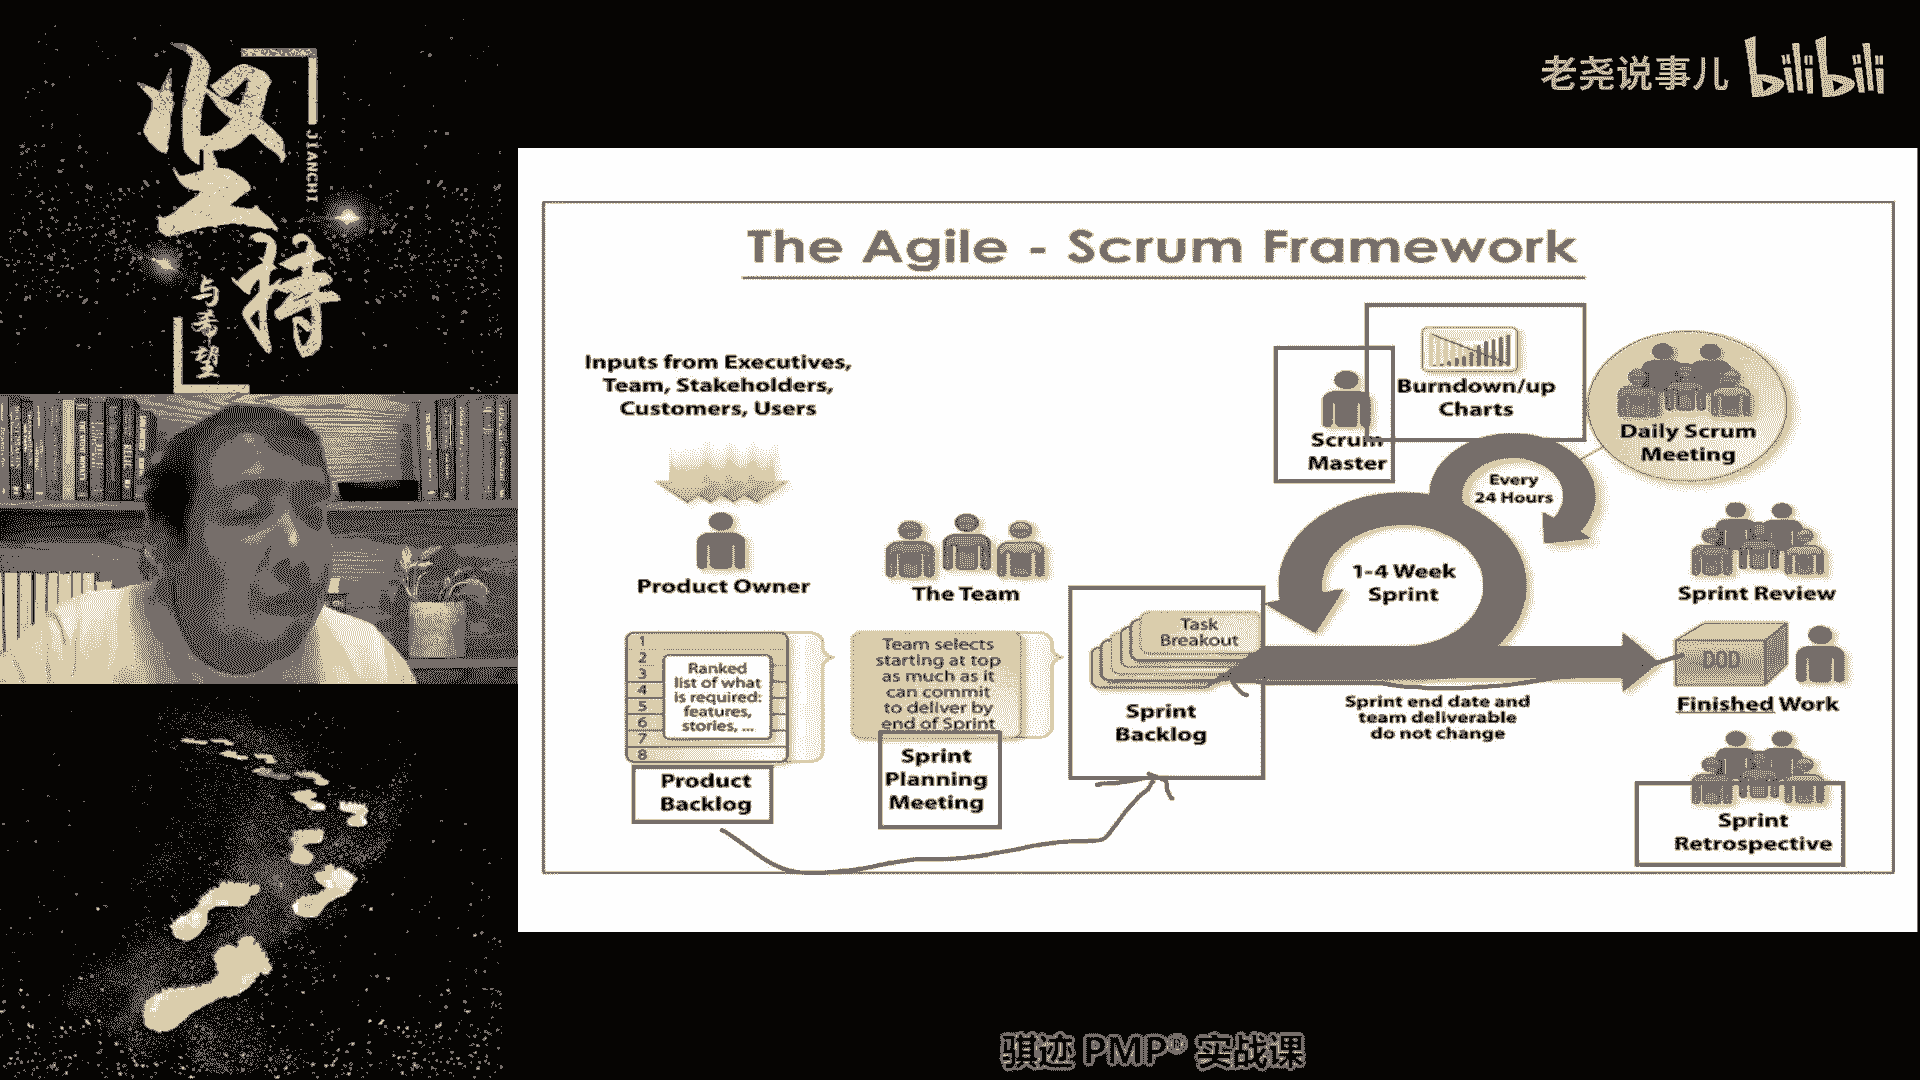 坚持
JIANCHI
与希望
老尧说事儿 bilibili
The Agile - Scrum Framework
Inputs from Executives,
Team, Stakeholders,
Customers, Users
Product Owner
The Team
1
2
3
4
5
6
7
8
Ranked
list of what
is required:
features,
stories, ...
Product
Backlog
Team selects
starting at top
as much as it
can commit
to deliver by
end of Sprint
Sprint
Planning
Meeting
Task
Breakout
Sprint
Backlog
Scrum
Master
Burndown/up
Charts
Every
24 Hours
1-4 Week
Sprint
Daily Scrum
Meeting
Sprint end date and
team deliverable
do not change
Sprint Review
DOD
Finished Work
Sprint
Retrospective
骐迹 PMP® 实战课